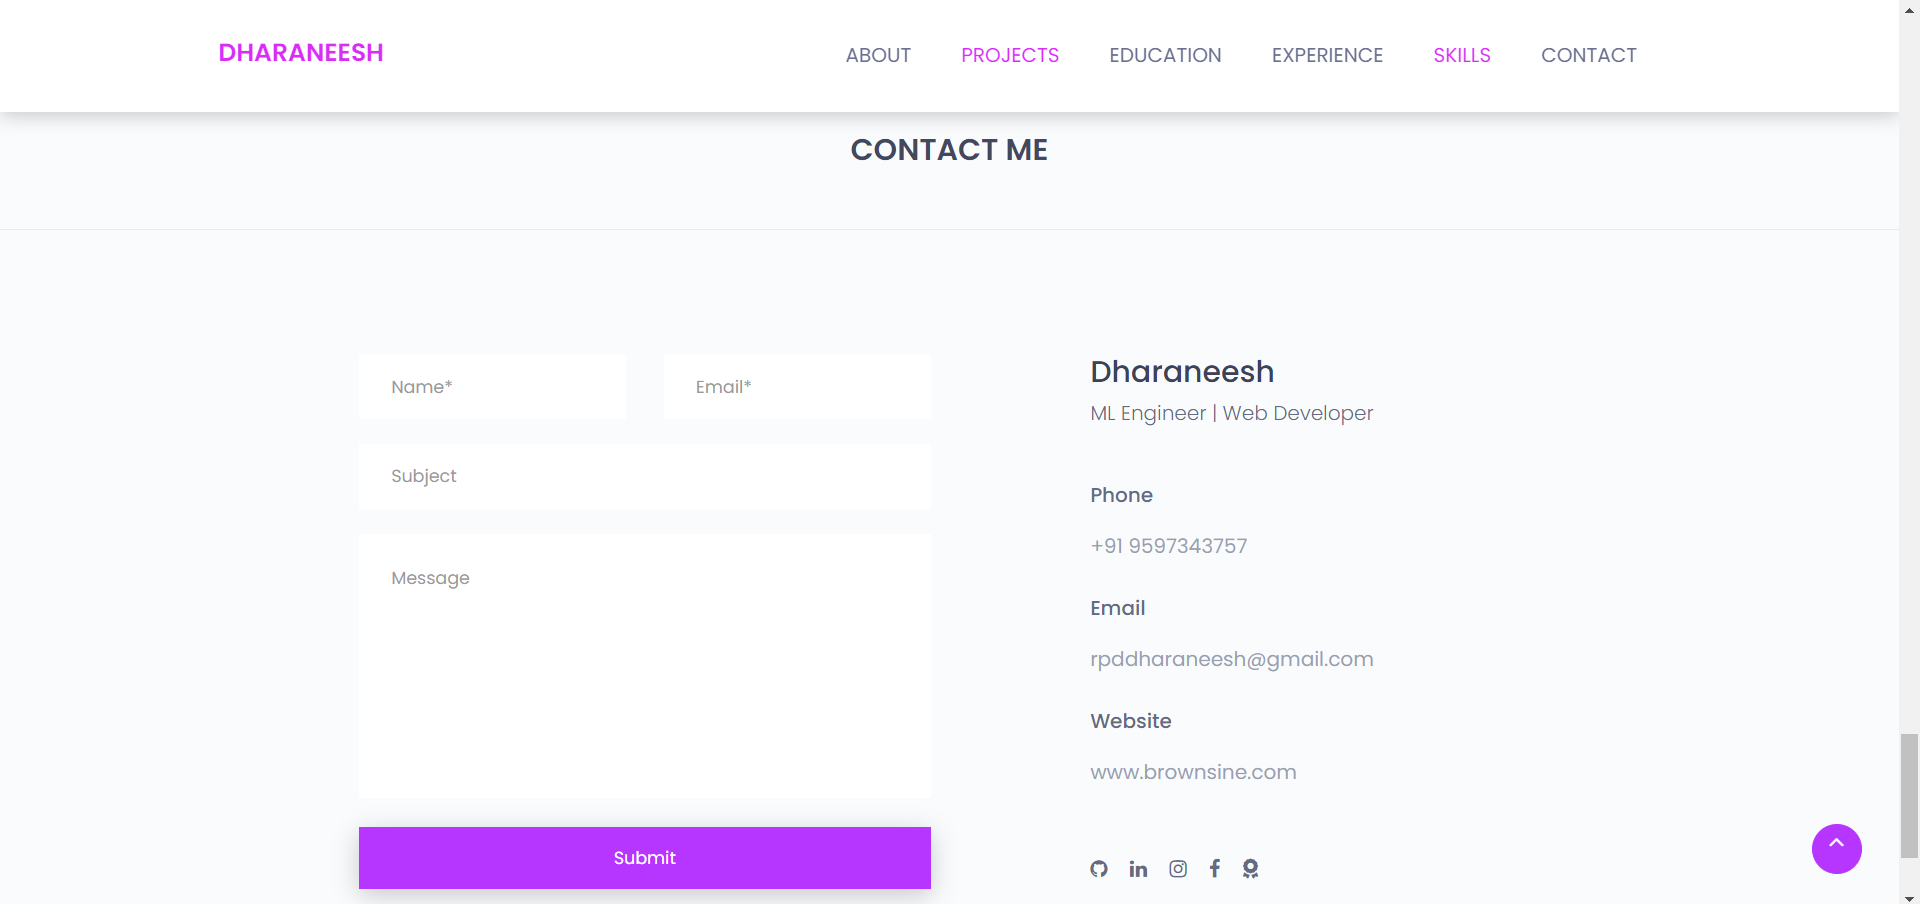 DHARANEESH
ABOUT PROJECTS EDUCATION EXPERIENCE SKILLS CONTACT
CONTACT ME
Name* Email*
Subject
Message
Submit
Dharaneesh
ML Engineer | Web Developer
Phone
+91 9597343757
Email
rpddharaneesh@gmail.com
Website
www.brownsine.com